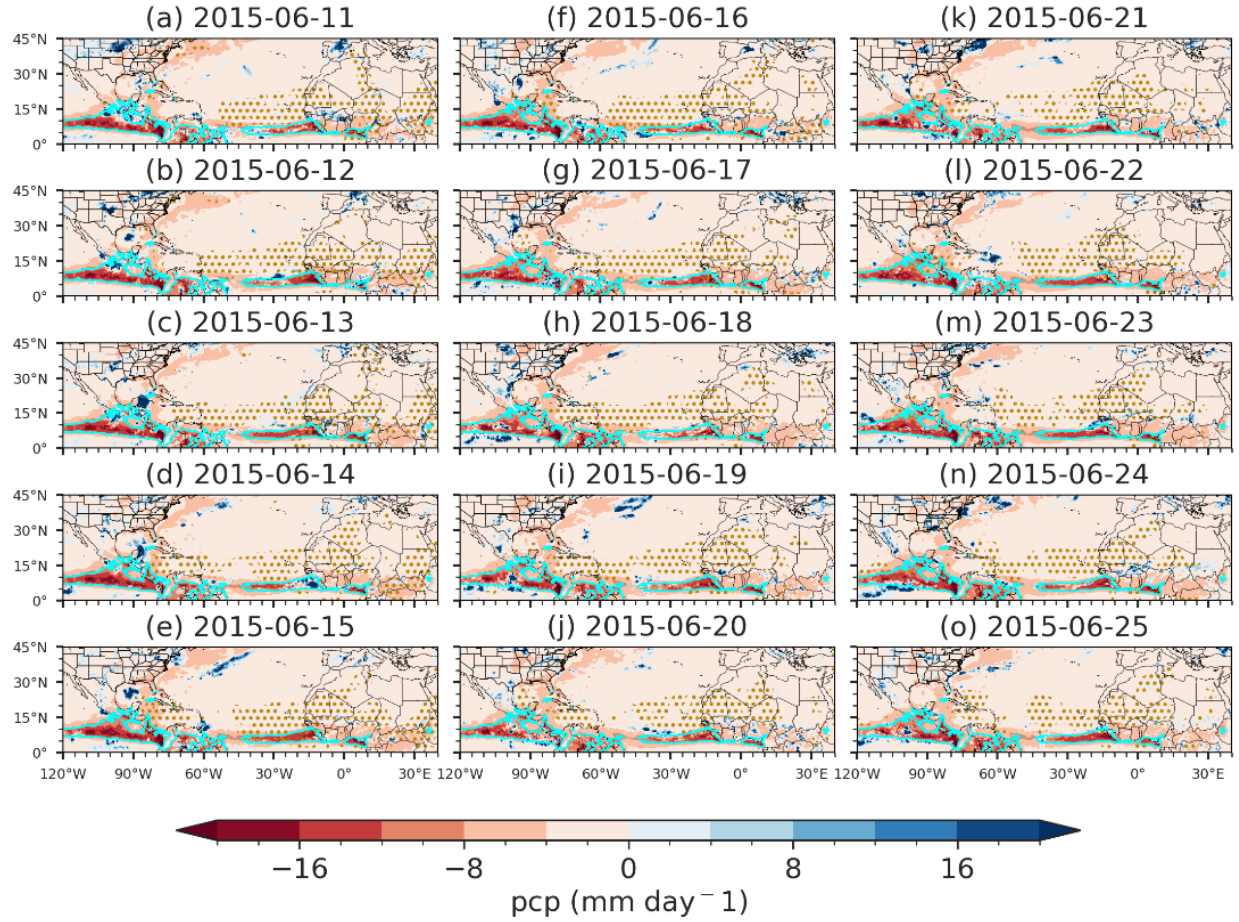 (a) 2015-06-11 (f) 2015-06-16 (k) 2015-06-21
45°N
30°N
15°N
0°
(b) 2015-06-12 (g) 2015-06-17 (l) 2015-06-22
45°N
30°N
15°N
0°
(c) 2015-06-13 (h) 2015-06-18 (m) 2015-06-23
45°N
30°N
15°N
0°
(d) 2015-06-14 (i) 2015-06-19 (n) 2015-06-24
45°N
30°N
15°N
0°
(e) 2015-06-15 (j) 2015-06-20 (o) 2015-06-25
45°N
30°N
15°N
0°
120°W 90°W 60°W 30°W 0° 30°E 120°W 90°W 60°W 30°W 0° 30°E 120°W 90°W 60°W 30°W 0° 30°E
−16 −8 0 8 16
pcp (mm day⁻ 1)